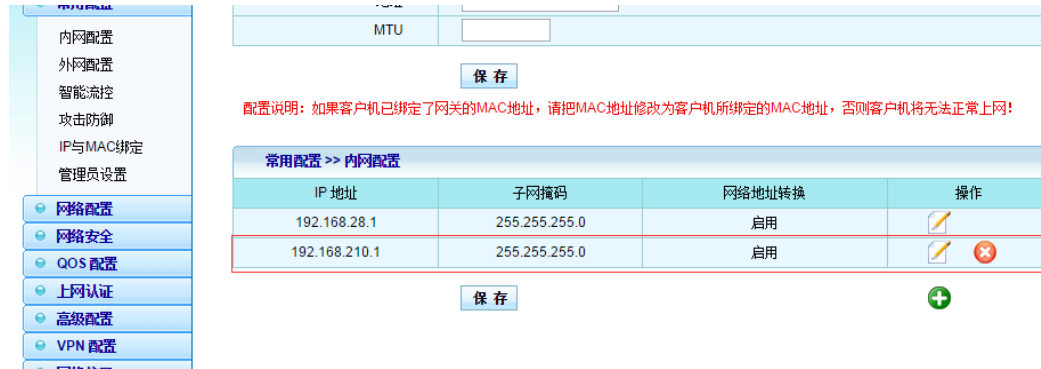 内网配置
外网配置
智能流控
攻击防御
IP与MAC绑定
管理员设置
网络配置
网络安全
QOS 配置
上网认证
高级配置
VPN 配置
MTU
保 存
配置说明：如果客户机已绑定了网关的MAC地址，请把MAC地址修改为客户机所绑定的MAC地址，否则客户机将无法正常上网！
常用配置 >> 内网配置
IP 地址 子网掩码 网络地址转换 操作
192.168.28.1 255.255.255.0 启用
192.168.210.1 255.255.255.0 启用
保 存